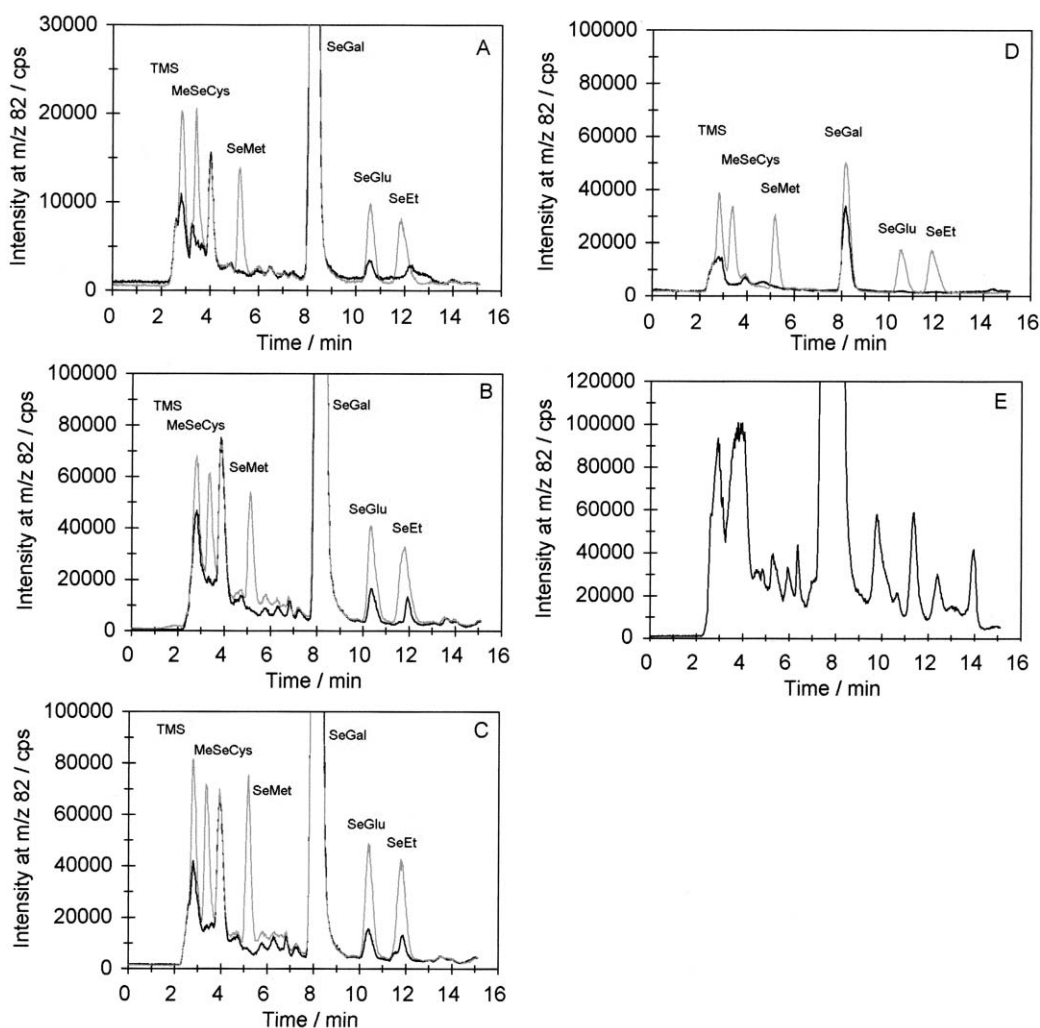 Intensity at m/z 82 / cps
30000
20000
10000
0
A
TMS
MeSeCys
SeMet
SeGal
SeGlu
SeEt
0 2 4 6 8 10 12 14 16
Time / min
Intensity at m/z 82 / cps
100000
80000
60000
40000
20000
0
B
TMS
MeSeCys
SeMet
SeGal
SeGlu
SeEt
0 2 4 6 8 10 12 14 16
Time / min
Intensity at m/z 82 / cps
100000
80000
60000
40000
20000
0
C
TMS
MeSeCys
SeMet
SeGal
SeGlu
SeEt
0 2 4 6 8 10 12 14 16
Time / min
Intensity at m/z 82 / cps
100000
80000
60000
40000
20000
0
D
TMS
MeSeCys
SeMet
SeGal
SeGlu
SeEt
0 2 4 6 8 10 12 14 16
Time / min
Intensity at m/z 82 / cps
120000
100000
80000
60000
40000
20000
0
E
0 2 4 6 8 10 12 14 16
Time / min